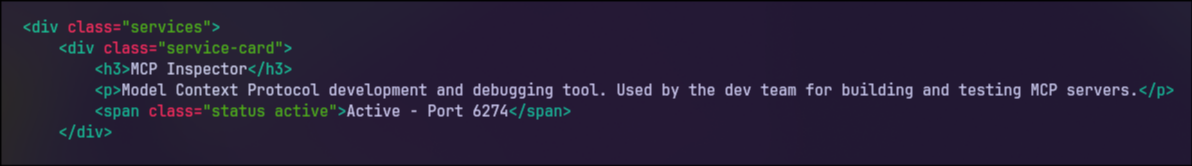 <div class="services">
    <div class="service-card">
        <h3>MCP Inspector</h3>
        <p>Model Context Protocol development and debugging tool. Used by the dev team for building and testing MCP servers.</p>
        <span class="status active">Active - Port 6274</span>
    </div>